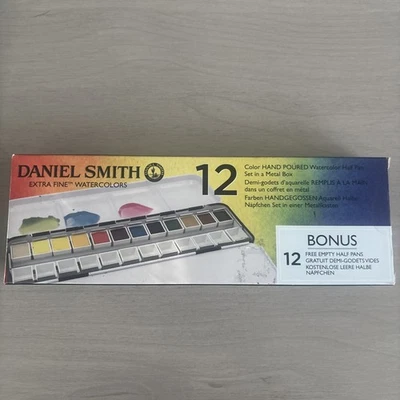 DANIEL SMITH
EXTRA FINE™ WATERCOLORS
12
Color HAND POURED Watercolor Half Pan
Set in a Metal Box
Demi-godets d'aquarelle REMPLIS A LA MAIN
dans un coffret en métal
Farben HANDGEGOSSEN Aquarell Halbe
Näpfchen Set in einer Metallkasten
BONUS
12 FREE EMPTY HALF PANS
GRATUIT DEMI-GODETS VIDES
KOSTENLOSE LEERE HALBE
NÄPFCHEN